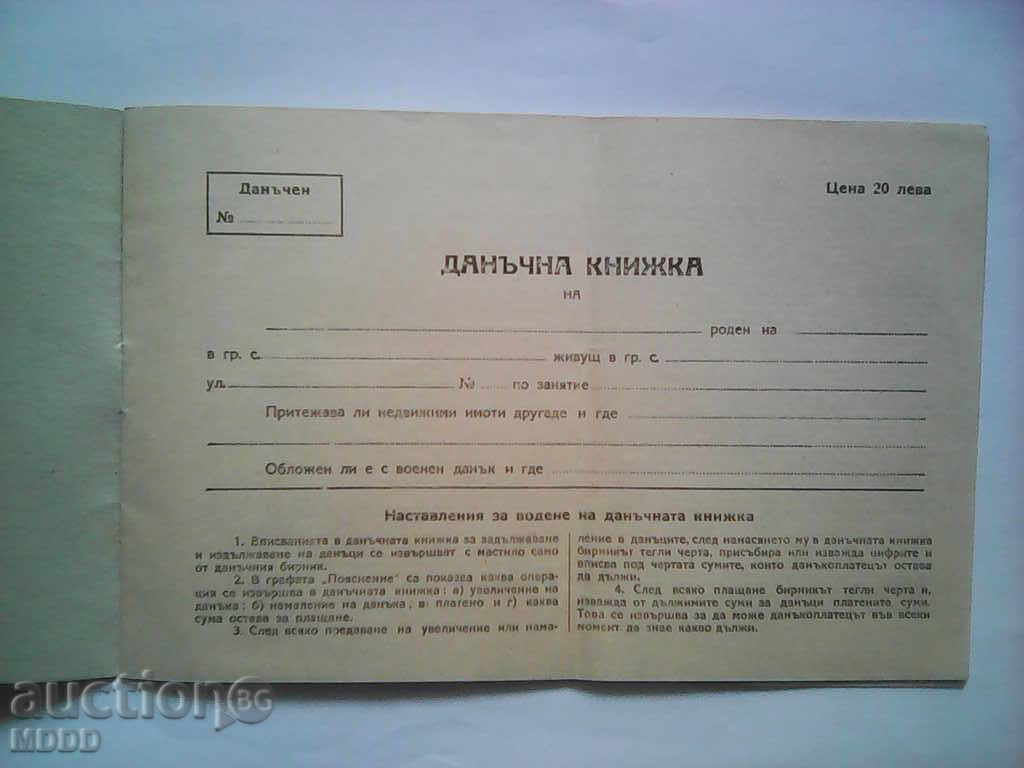 Данъчен
№
Цена 20 лева
ДАНЪЧНА КНИЖКА
НА
роден на
в гр. с. живущ в гр. с.
ул. № по занятие
Притежава ли недвижими имоти другаде и где
Обложен ли е с военен данък и где
Наставления за водене на данъчната книжка
1. Вписванията в данъчната книжка за задължаване
и издължаване на данъци се извършват с мастило само
от данъчния бирник.
2. В графата „Пояснение" са показва каква опера-
ция се извършва в данъчната книжка: а) увеличение на
данъка; б) намаление на данъка, в) платено и г) каква
сума остава за плащане.
3. След всяко предаване на увеличение или нама-
ление в данъците, след нанасянето му в данъчната книжка
бирникът тегли черта, присъбира или изважда цифрите и
вписва под чертата сумите, които данъкоплатецът остава
да дължи.
4. След всяко плащане бирникът тегли черта и,
изважда от дължимите суми за данъци платените суми.
Това се извършва за да може данъкоплатецът във всеки
момент да знае какво дължи.
auction BG
MDDD